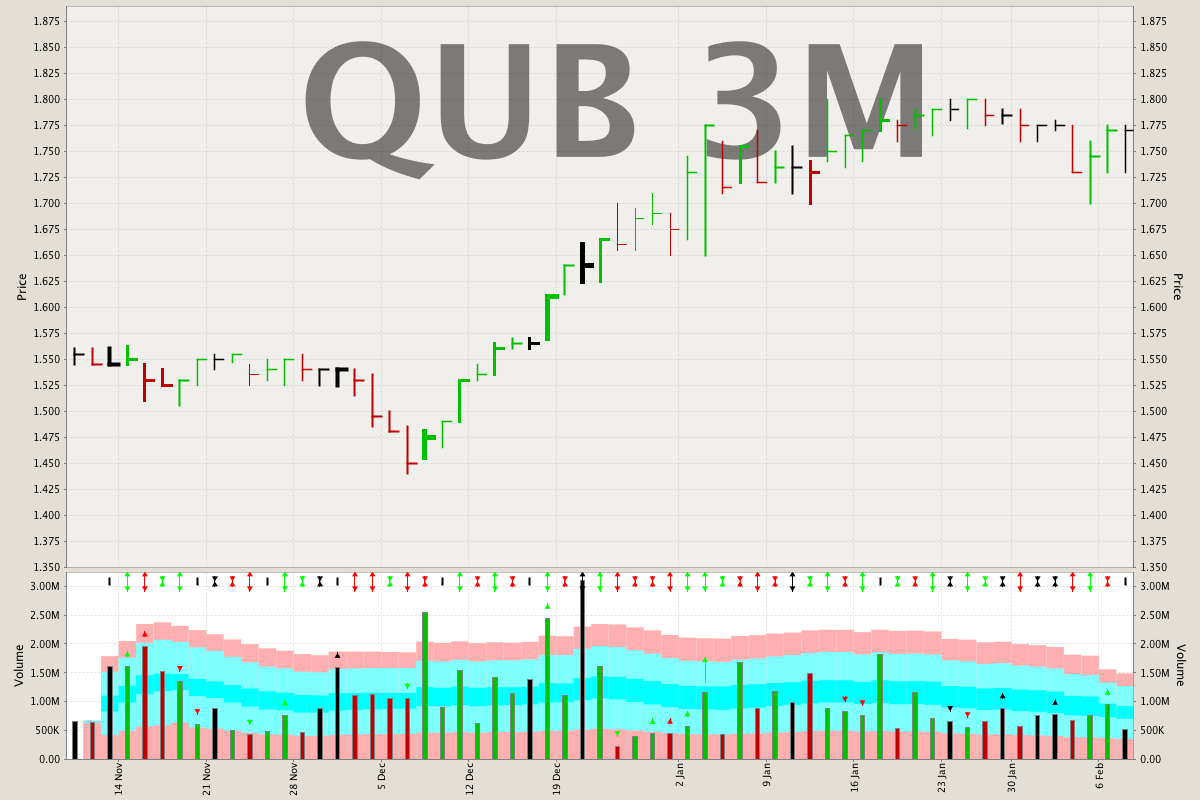 QUB 3M
1.875
1.850
1.825
1.800
1.775
1.750
1.725
1.700
1.675
1.650
1.625
1.600
1.575
1.550
1.525
1.500
1.475
1.450
1.425
1.400
1.375
1.350
Price
1.875
1.850
1.825
1.800
1.775
1.750
1.725
1.700
1.675
1.650
1.625
1.600
1.575
1.550
1.525
1.500
1.475
1.450
1.425
1.400
1.375
1.350
Price
3.00M
2.50M
2.00M
1.50M
1.00M
500K
0.00
Volume
3.00M
2.50M
2.00M
1.50M
1.00M
500K
0.00
Volume
14 Nov
21 Nov
28 Nov
5 Dec
12 Dec
19 Dec
2 Jan
9 Jan
16 Jan
23 Jan
30 Jan
6 Feb